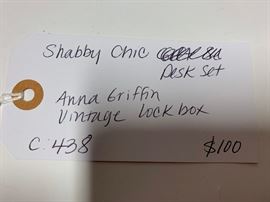 Shabby Chic
Desk Set
Anna Griffin
Vintage lock box
C. 438 $100